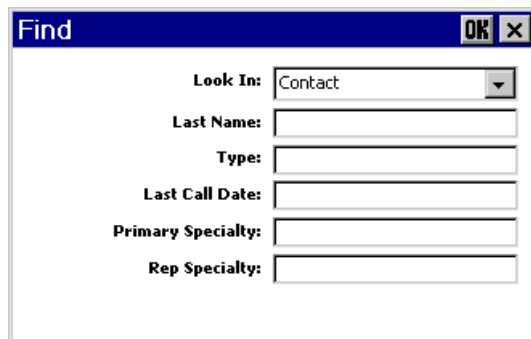 Find OK
Look In: Contact
Last Name:
Type:
Last Call Date:
Primary Specialty:
Rep Specialty: